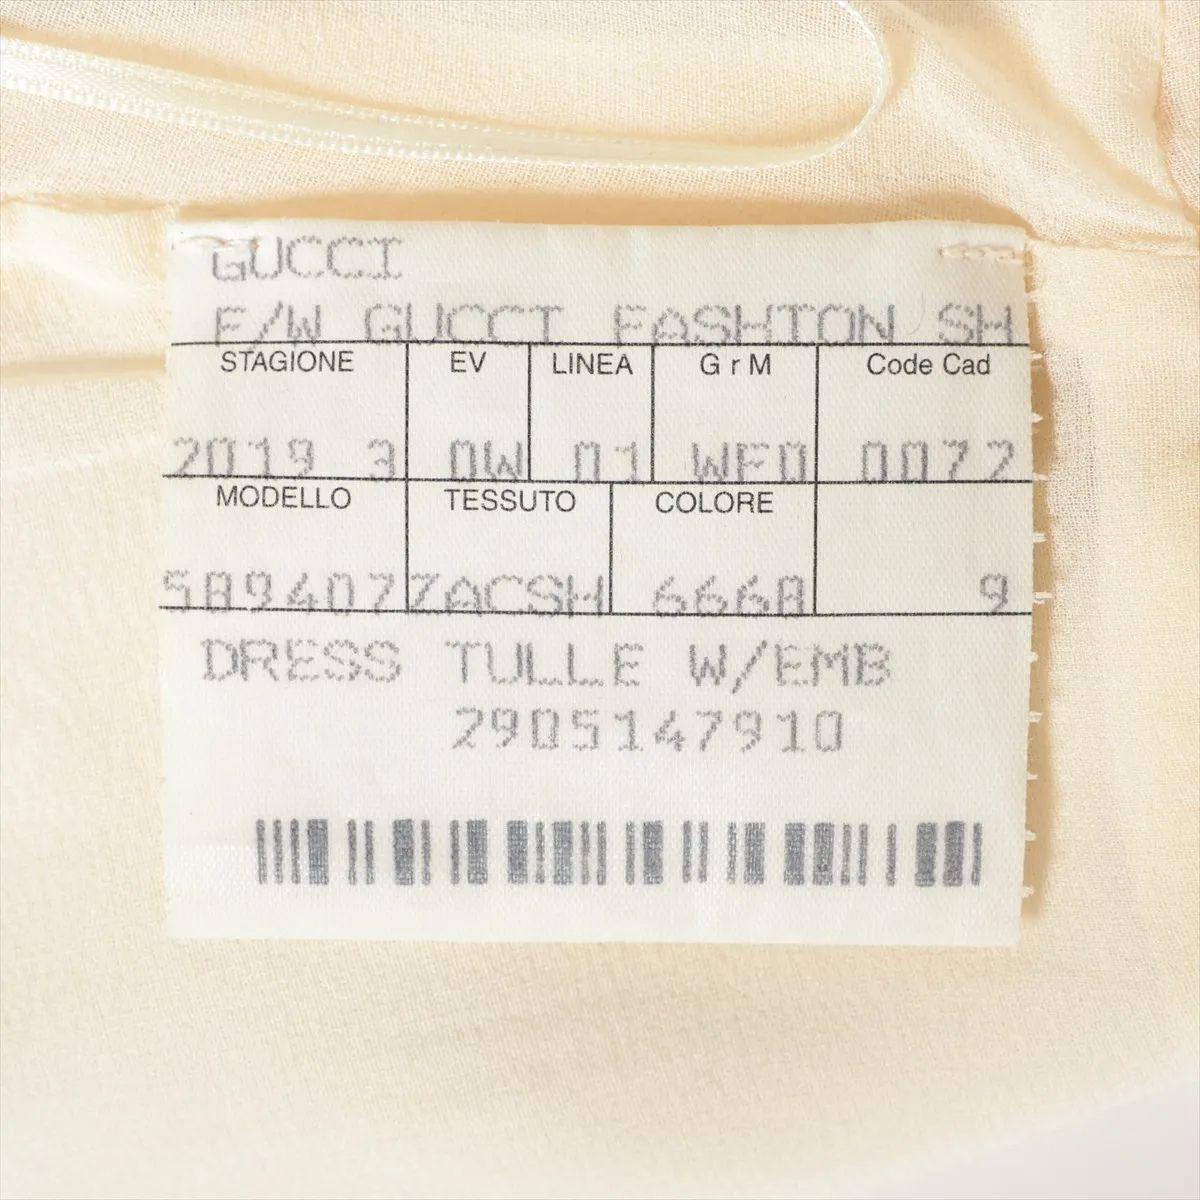 GUCCI
F/W GUCCI FASHION SH
STAGIONE EV LINEA G r M Code Cad
2019 3 0W 01 WFD 0072
MODELLO TESSUTO COLORE
589407 ZACSH 6668 9
DRESS TULLE W/EMB
2905147910